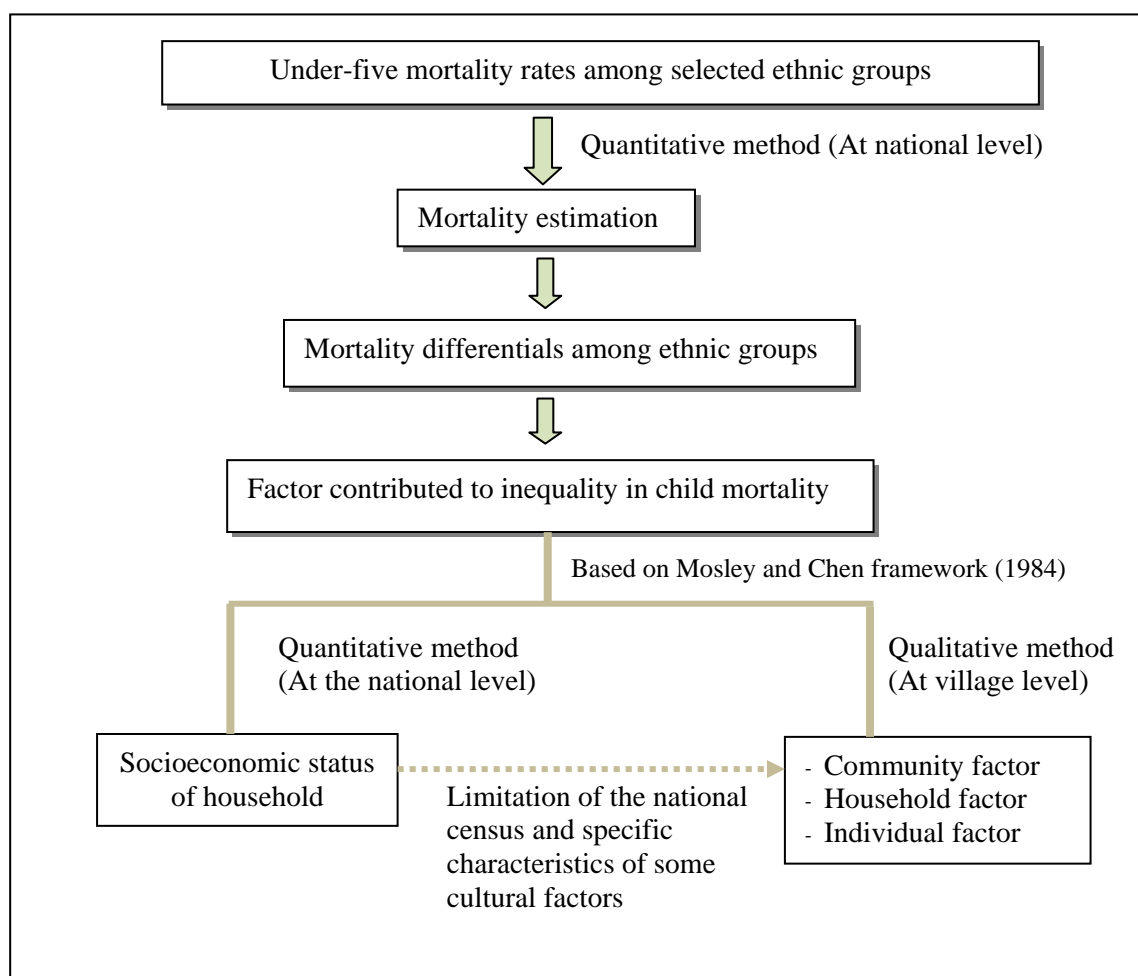 Under-five mortality rates among selected ethnic groups
Quantitative method (At national level)
Mortality estimation
Mortality differentials among ethnic groups
Factor contributed to inequality in child mortality
Based on Mosley and Chen framework (1984)
Quantitative method
(At the national level)
Qualitative method
(At village level)
Socioeconomic status
of household
Limitation of the national
census and specific
characteristics of some
cultural factors
- Community factor
- Household factor
- Individual factor